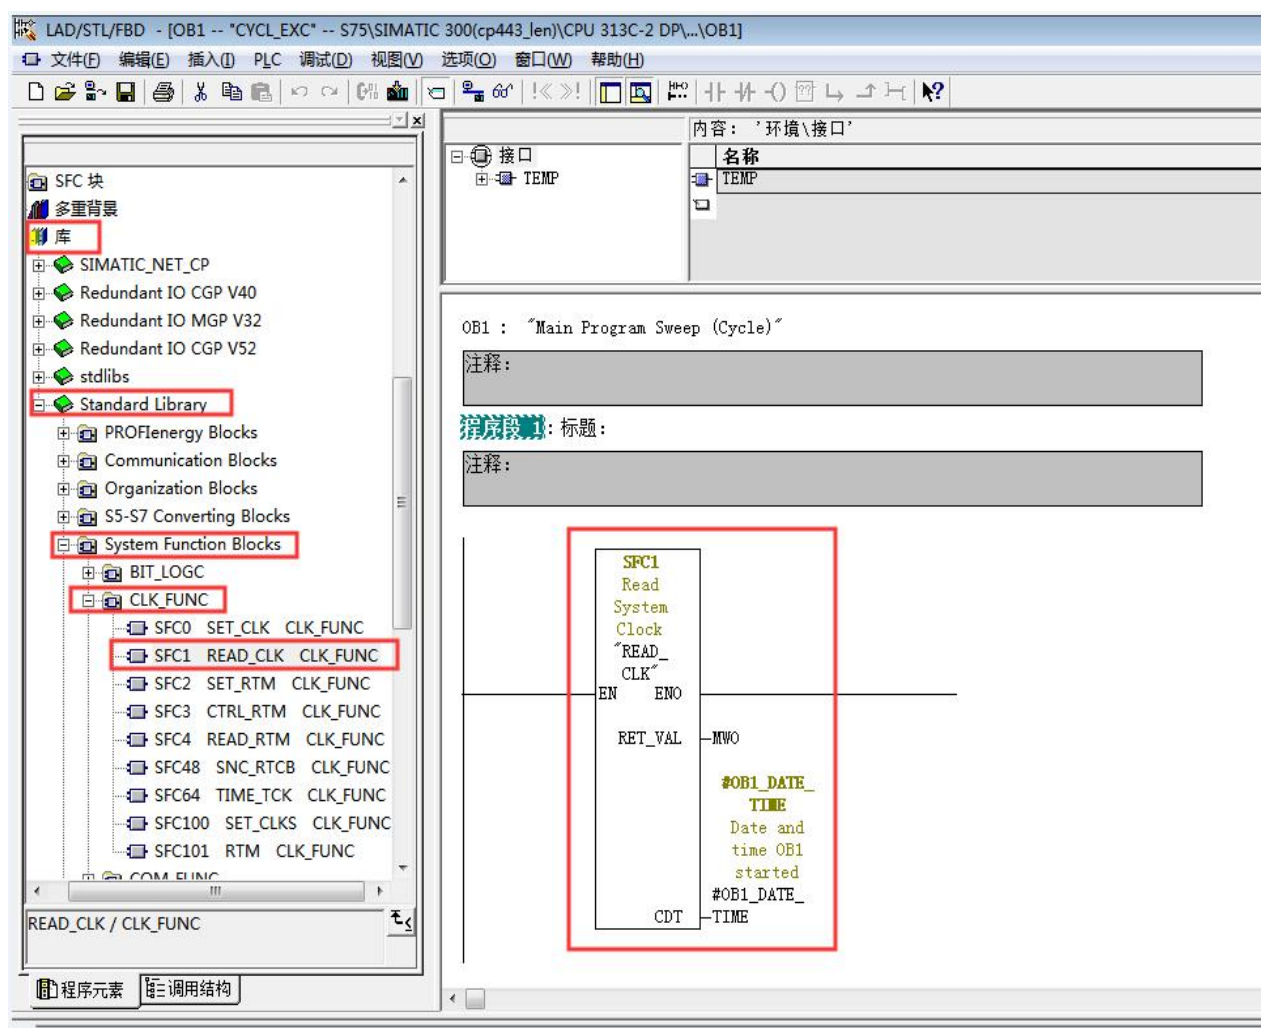 LAD/STL/FBD - [OB1 -- "CYCL_EXC" -- S75\SIMATIC 300(cp443_len)\CPU 313C-2 DP\...\OB1]
文件(F) 编辑(E) 插入(I) PLC 调试(D) 视图(V) 选项(O) 窗口(W) 帮助(H)
SFC 块
多重背景
库
SIMATIC_NET_CP
Redundant IO CGP V40
Redundant IO MGP V32
Redundant IO CGP V52
stdlibs
Standard Library
PROFIenergy Blocks
Communication Blocks
Organization Blocks
S5-S7 Converting Blocks
System Function Blocks
BIT_LOGC
CLK_FUNC
SFC0 SET_CLK CLK_FUNC
SFC1 READ_CLK CLK_FUNC
SFC2 SET_RTM CLK_FUNC
SFC3 CTRL_RTM CLK_FUNC
SFC4 READ_RTM CLK_FUNC
SFC48 SNC_RTCB CLK_FUNC
SFC64 TIME_TCK CLK_FUNC
SFC100 SET_CLKS CLK_FUNC
SFC101 RTM CLK_FUNC
COM_FUNC
READ_CLK / CLK_FUNC
程序元素 调用结构
内容: '环境\接口'
接口
TEMP
名称
TEMP
OB1 : "Main Program Sweep (Cycle)"
注释:
程序段 1: 标题:
注释:
SFC1
Read
System
Clock
"READ_
CLK"
EN ENO
RET_VAL MW0
#OB1_DATE_
TIME
Date and
time OB1
started
#OB1_DATE_
CDT TIME